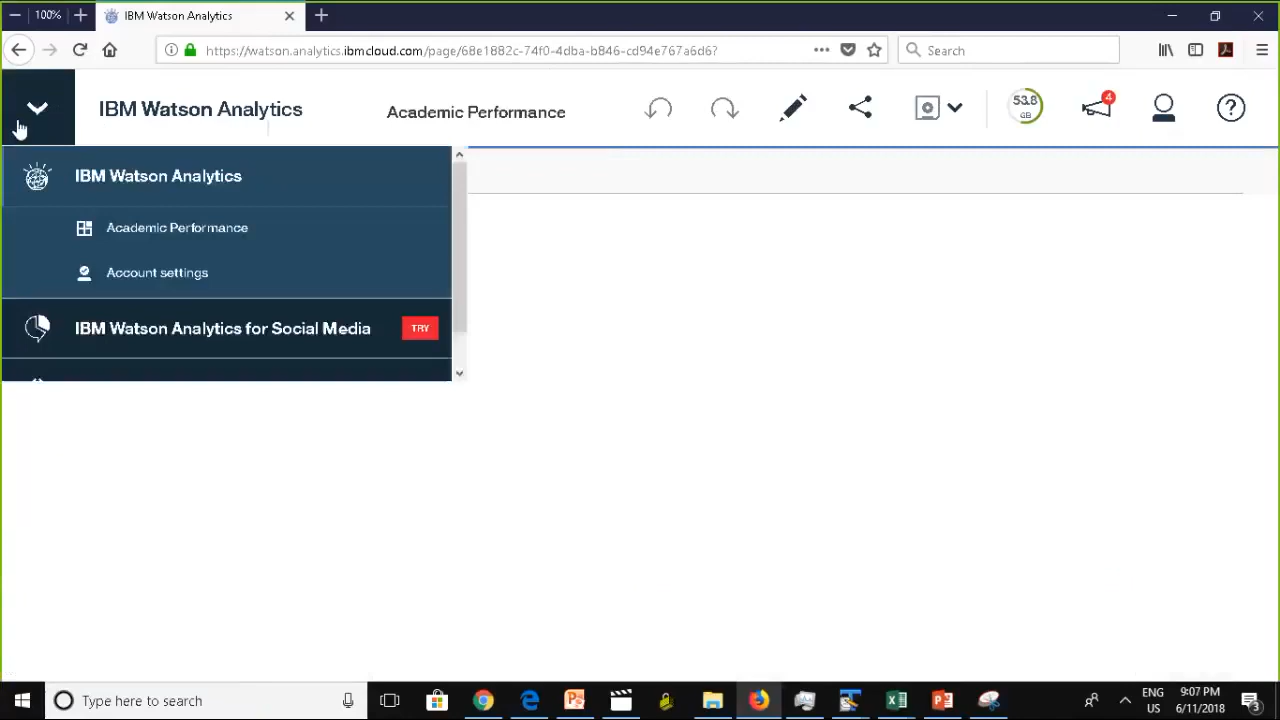 100%
IBM Watson Analytics
https://watson.analytics.ibmcloud.com/page/68e1882c-74f0-4dba-b846-cd94e767a6d6?
Search
IBM Watson Analytics
Academic Performance
53.8
GB
4
IBM Watson Analytics
Academic Performance
Account settings
IBM Watson Analytics for Social Media
TRY
Type here to search
ENG
US
9:07 PM
6/11/2018
3